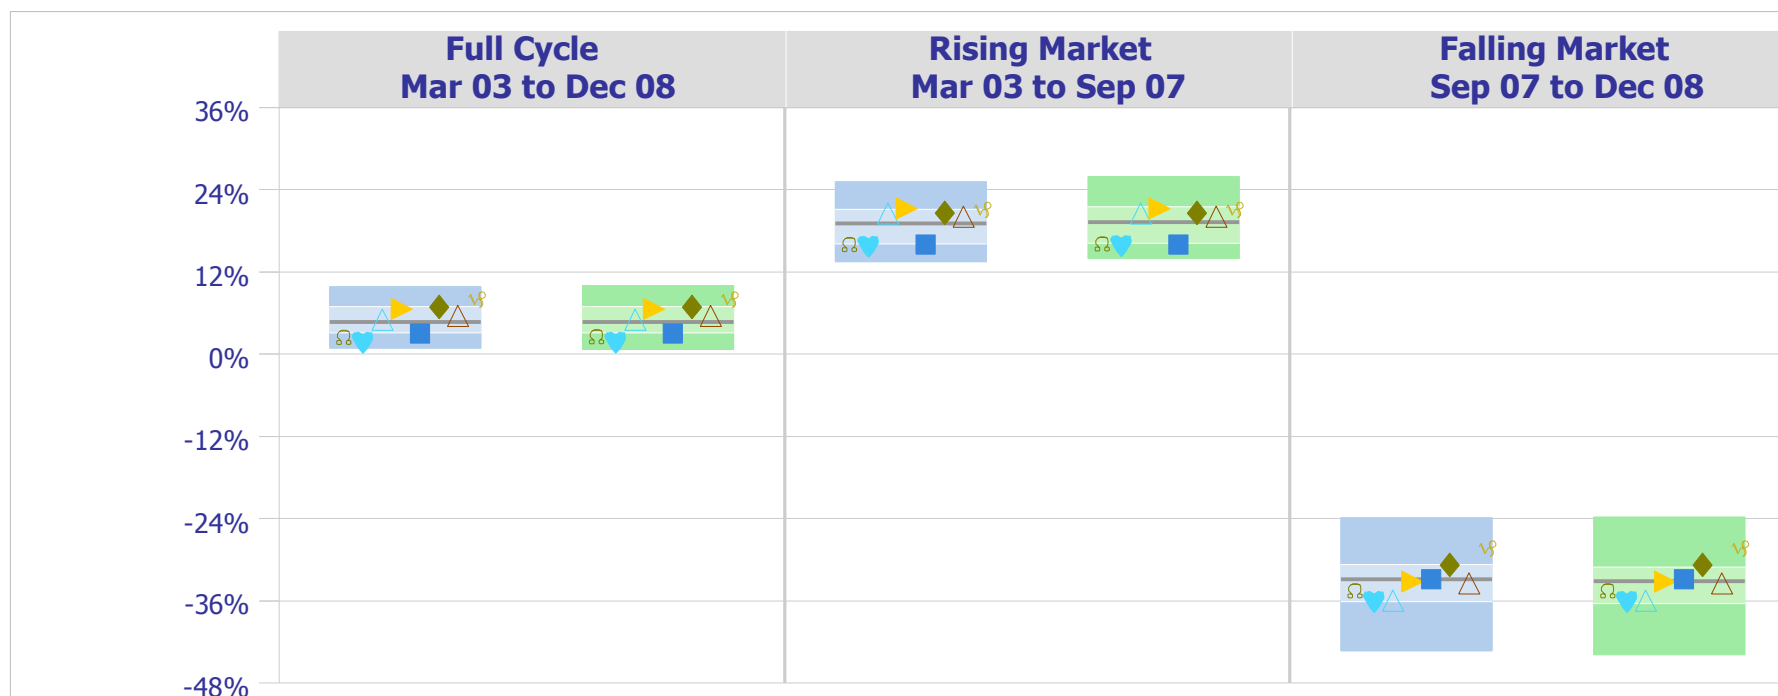 Full Cycle
Mar 03 to Dec 08
Rising Market
Mar 03 to Sep 07
Falling Market
Sep 07 to Dec 08
36%
24%
12%
0%
-12%
-24%
-36%
-48%